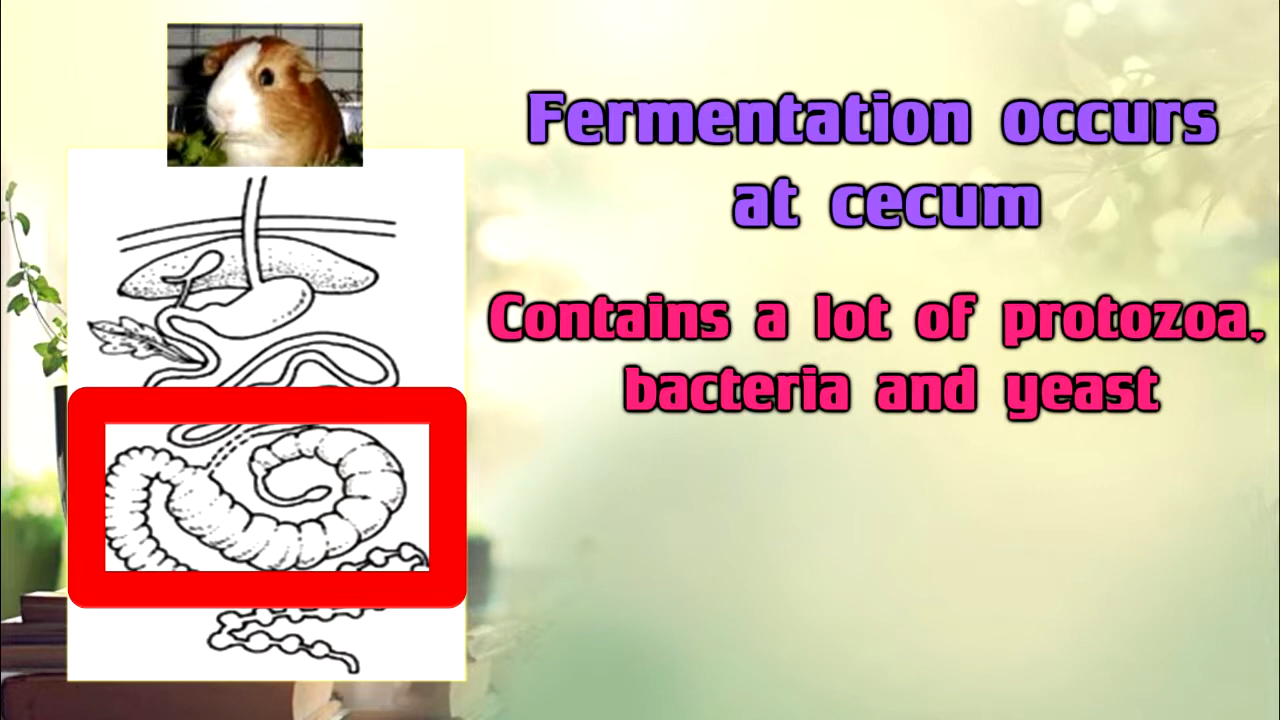 Fermentation occurs
at cecum
Contains a lot of protozoa,
bacteria and yeast